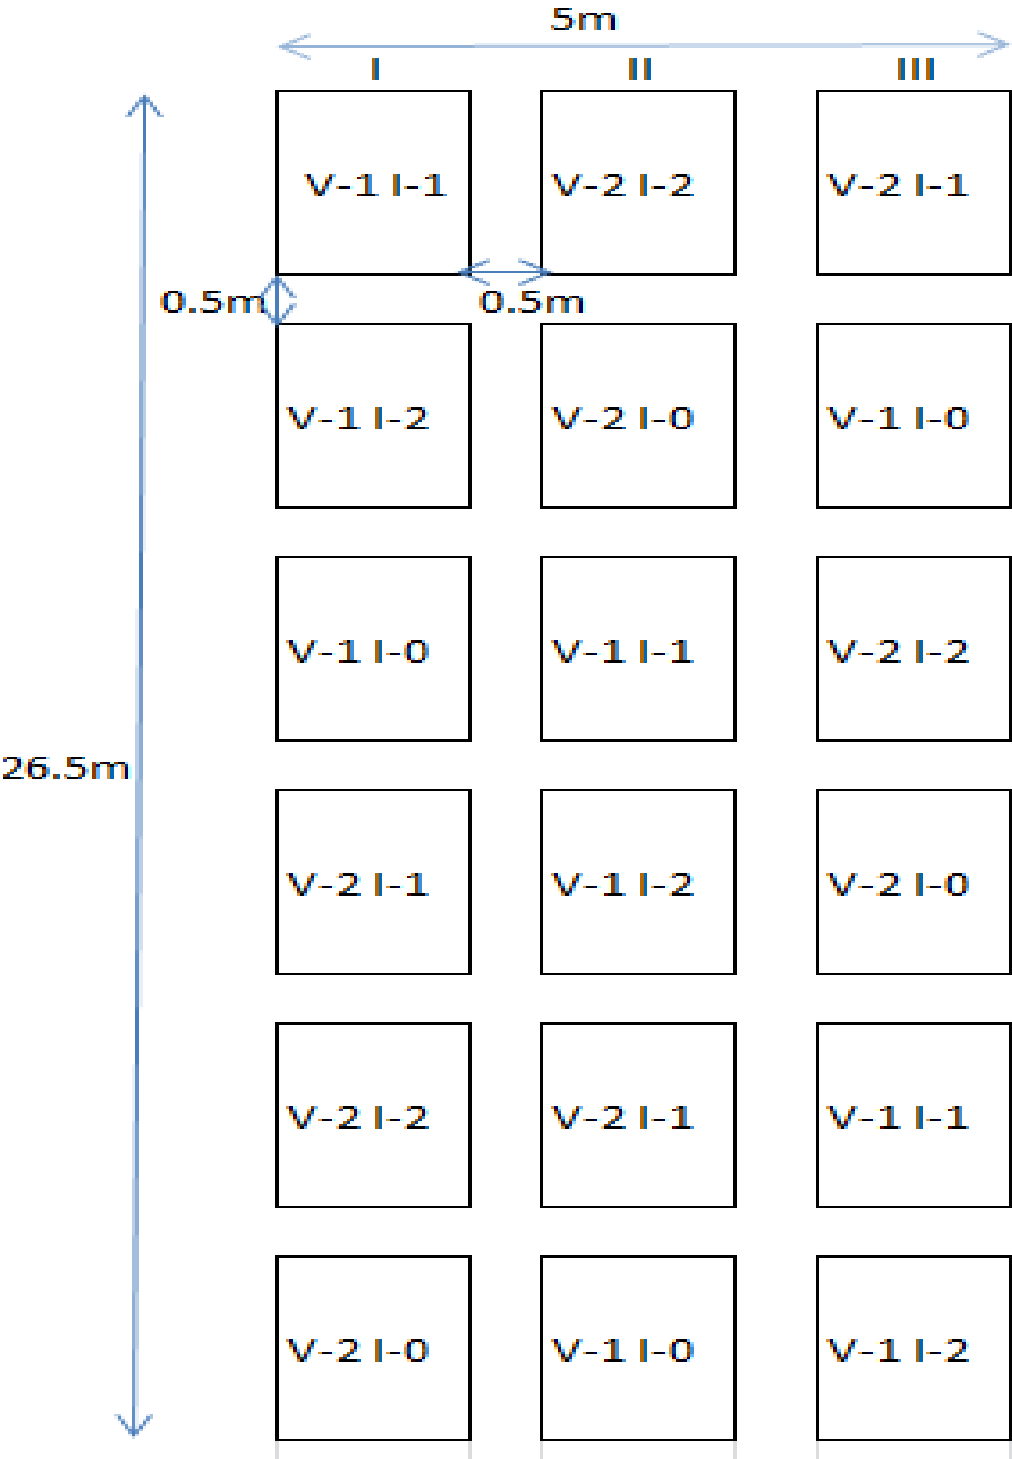 5m
I II III
V-1 I-1 V-2 I-2 V-2 I-1
0.5m 0.5m
V-1 I-2 V-2 I-0 V-1 I-0
V-1 I-0 V-1 I-1 V-2 I-2
26.5m
V-2 I-1 V-1 I-2 V-2 I-0
V-2 I-2 V-2 I-1 V-1 I-1
V-2 I-0 V-1 I-0 V-1 I-2